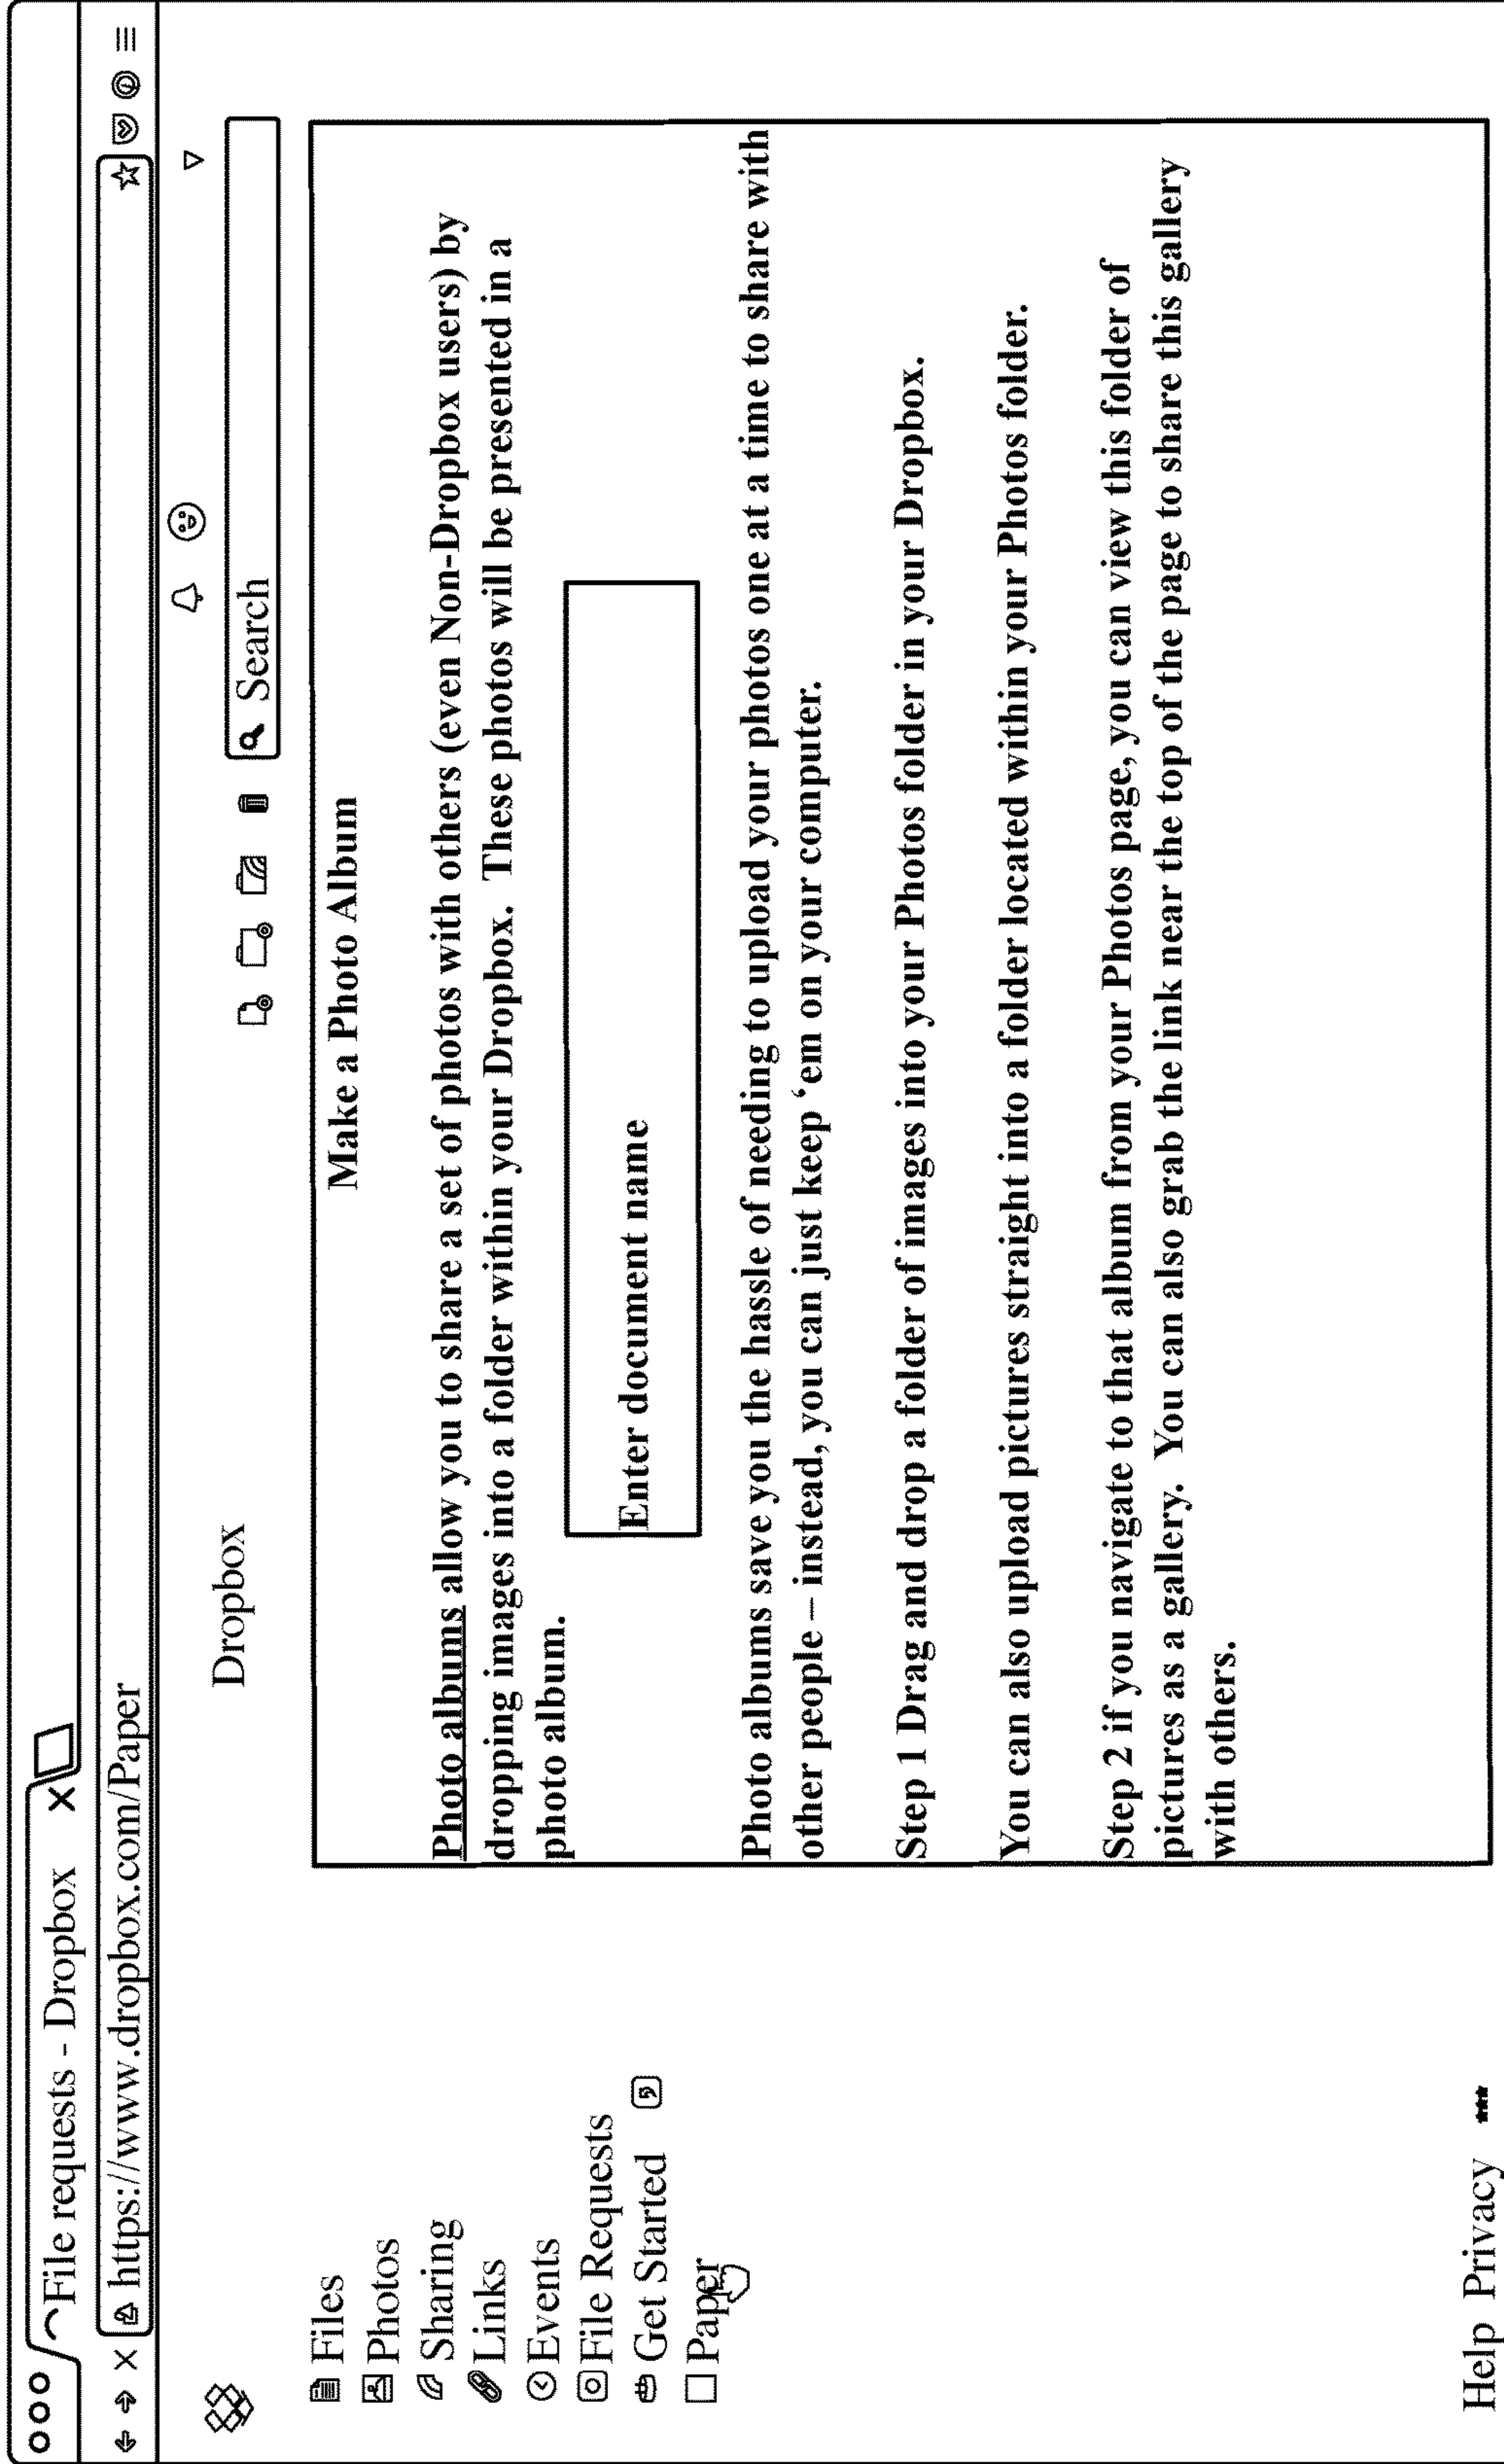 File requests - Dropbox
https://www.dropbox.com/Paper
Dropbox
Search
Files
Photos
Sharing
Links
Events
File Requests
Get Started
Paper
Make a Photo Album
Photo albums allow you to share a set of photos with others (even Non-Dropbox users) by
dropping images into a folder within your Dropbox. These photos will be presented in a
photo album.
Enter document name
Photo albums save you the hassle of needing to upload your photos one at a time to share with
other people – instead, you can just keep ‘em on your computer.
Step 1 Drag and drop a folder of images into your Photos folder in your Dropbox.
You can also upload pictures straight into a folder located within your Photos folder.
Step 2 if you navigate to that album from your Photos page, you can view this folder of
pictures as a gallery. You can also grab the link near the top of the page to share this gallery
with others.
Help Privacy